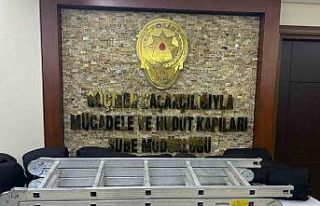 GÖÇMEN KAÇAKÇILIĞIYLA
MÜCADELE VE HUDUT KAPILARI
ŞUBE MÜDÜRLÜĞÜ